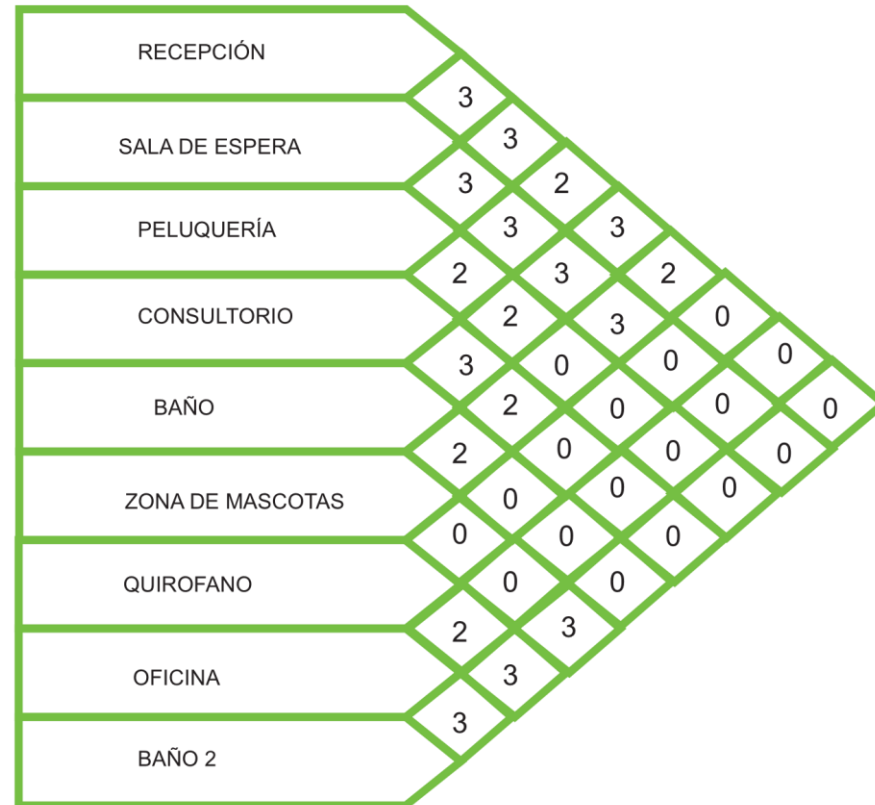 RECEPCIÓN
3
3
SALA DE ESPERA
3 2
PELUQUERÍA 3 3
2 3 2
CONSULTORIO 2 3 0
3 0 0 0
BAÑO 2 0 0 0
2 0 0 0
ZONA DE MASCOTAS 0 0 0
0 0 0
QUIROFANO 0 0
2 3
OFICINA 3
3
BAÑO 2